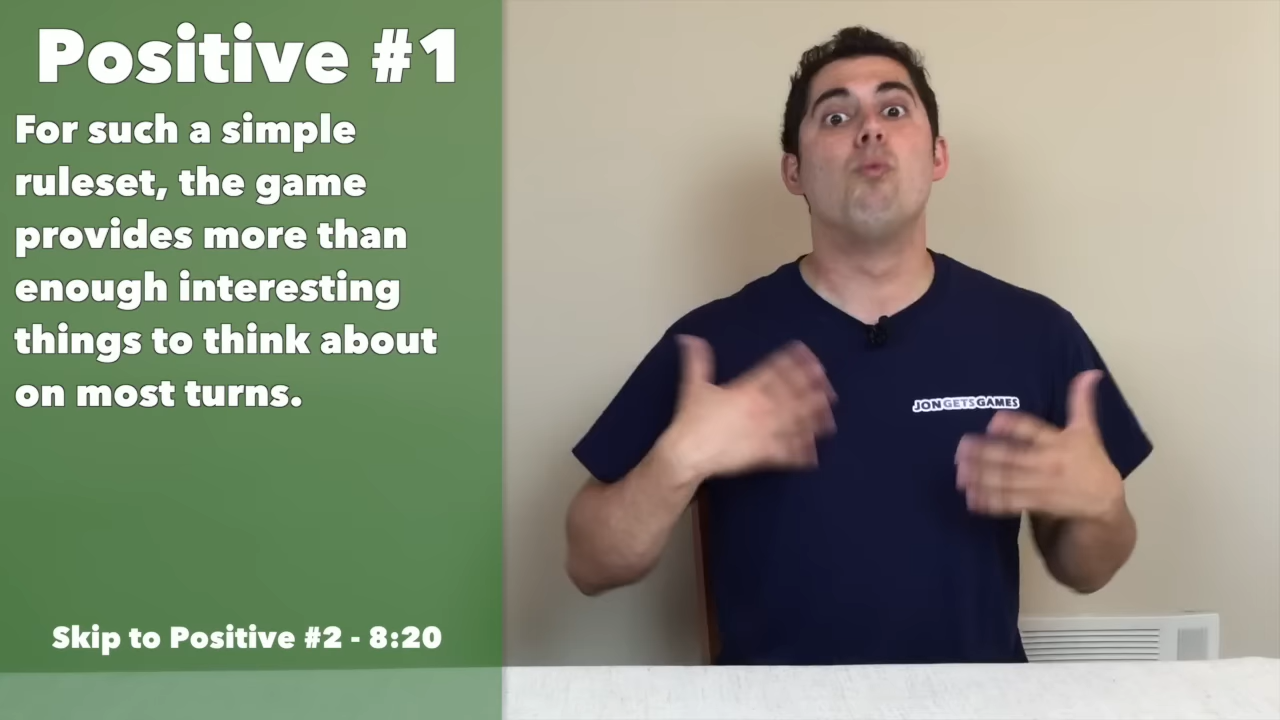 Positive #1
For such a simple
ruleset, the game
provides more than
enough interesting
things to think about
on most turns.
JONGETSGAMES
Skip to Positive #2 - 8:20